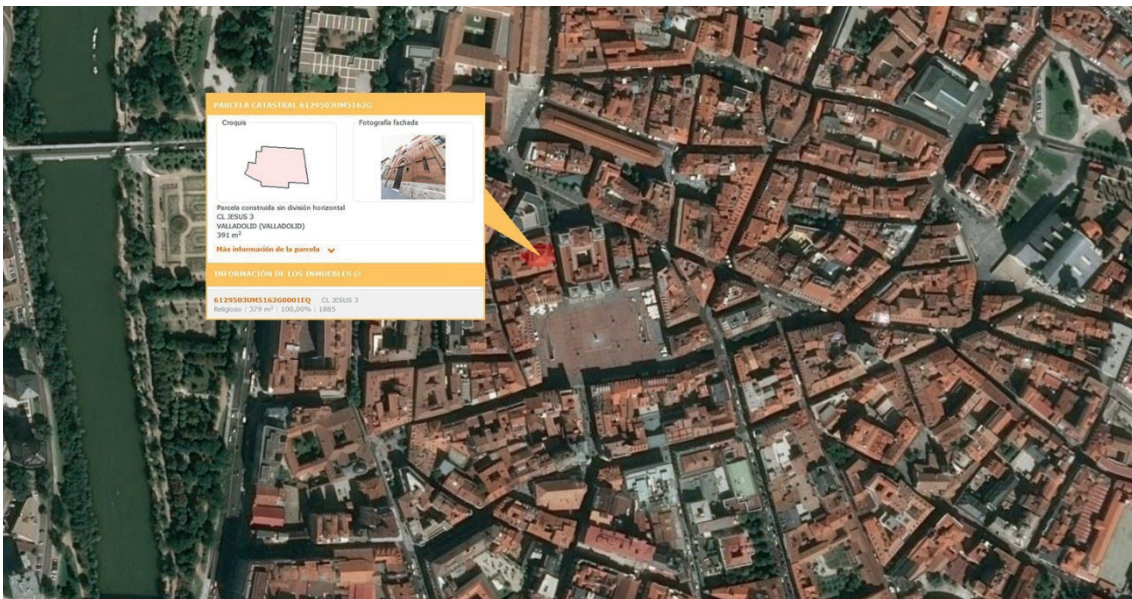 PARCELA CATASTRAL 6129503UM5162G
Croquis
Fotografía fachada
Parcela construida sin división horizontal
CL JESUS 3
VALLADOLID (VALLADOLID)
391 m²
Más información de la parcela
INFORMACIÓN DE LOS INMUEBLES
6129503UM5162G0001EQ CL JESUS 3
Religioso | 379 m² | 100,00% | 1885